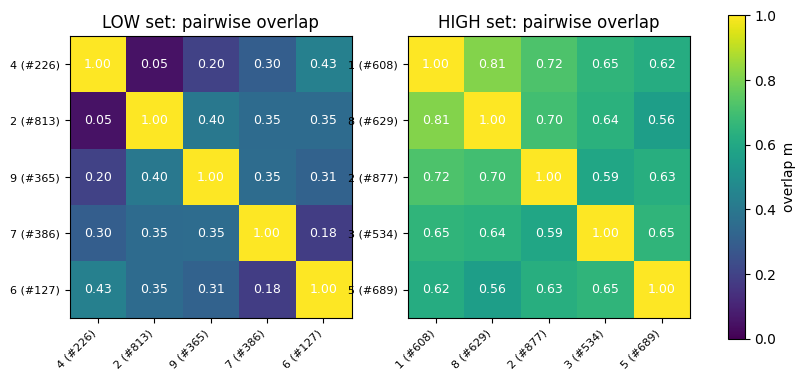 LOW set: pairwise overlap
4 (#226) 1.00 0.05 0.20 0.30 0.43
2 (#813) 0.05 1.00 0.40 0.35 0.35
9 (#365) 0.20 0.40 1.00 0.35 0.31
7 (#386) 0.30 0.35 0.35 1.00 0.18
6 (#127) 0.43 0.35 0.31 0.18 1.00
4 (#226) 2 (#813) 9 (#365) 7 (#386) 6 (#127)
HIGH set: pairwise overlap
1 (#608) 1.00 0.81 0.72 0.65 0.62
8 (#629) 0.81 1.00 0.70 0.64 0.56
2 (#877) 0.72 0.70 1.00 0.59 0.63
3 (#534) 0.65 0.64 0.59 1.00 0.65
5 (#689) 0.62 0.56 0.63 0.65 1.00
1 (#608) 8 (#629) 2 (#877) 3 (#534) 5 (#689)
1.0
0.8
0.6
0.4
0.2
0.0
overlap m